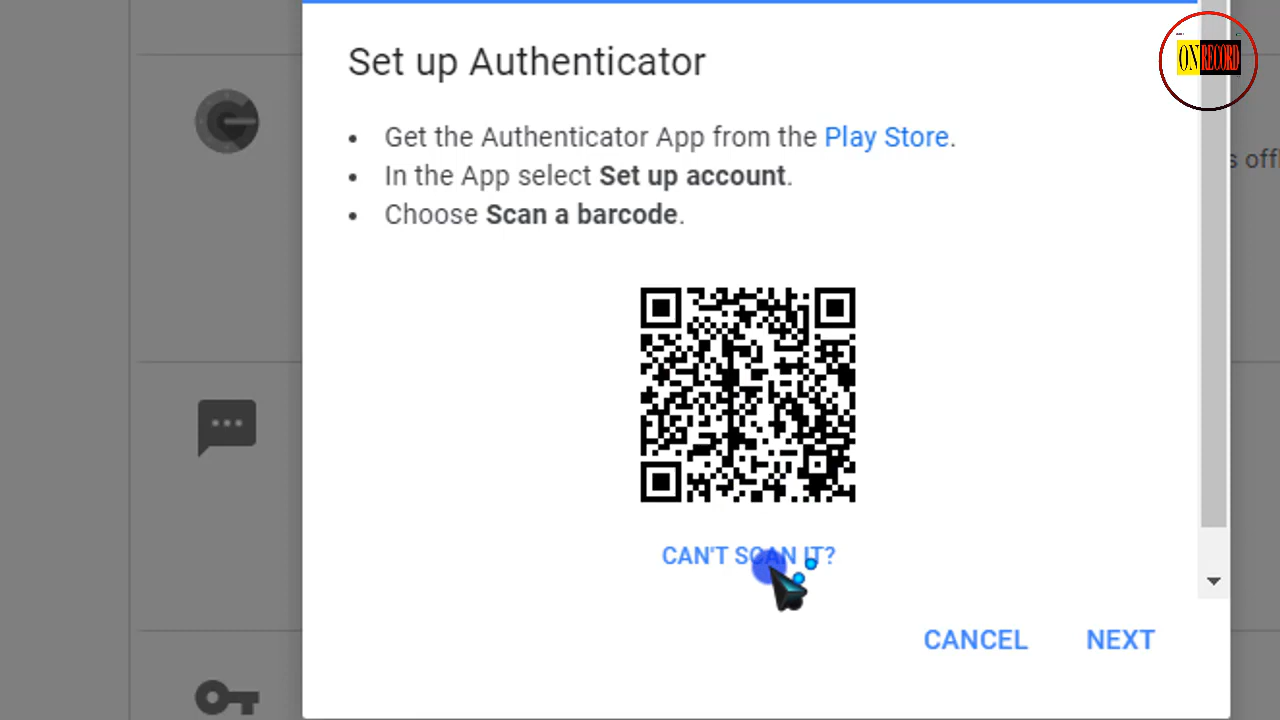 Set up Authenticator
ON RECORD
• Get the Authenticator App from the Play Store.
• In the App select Set up account.
• Choose Scan a barcode.
s offl
CAN'T SCAN IT?
CANCEL NEXT